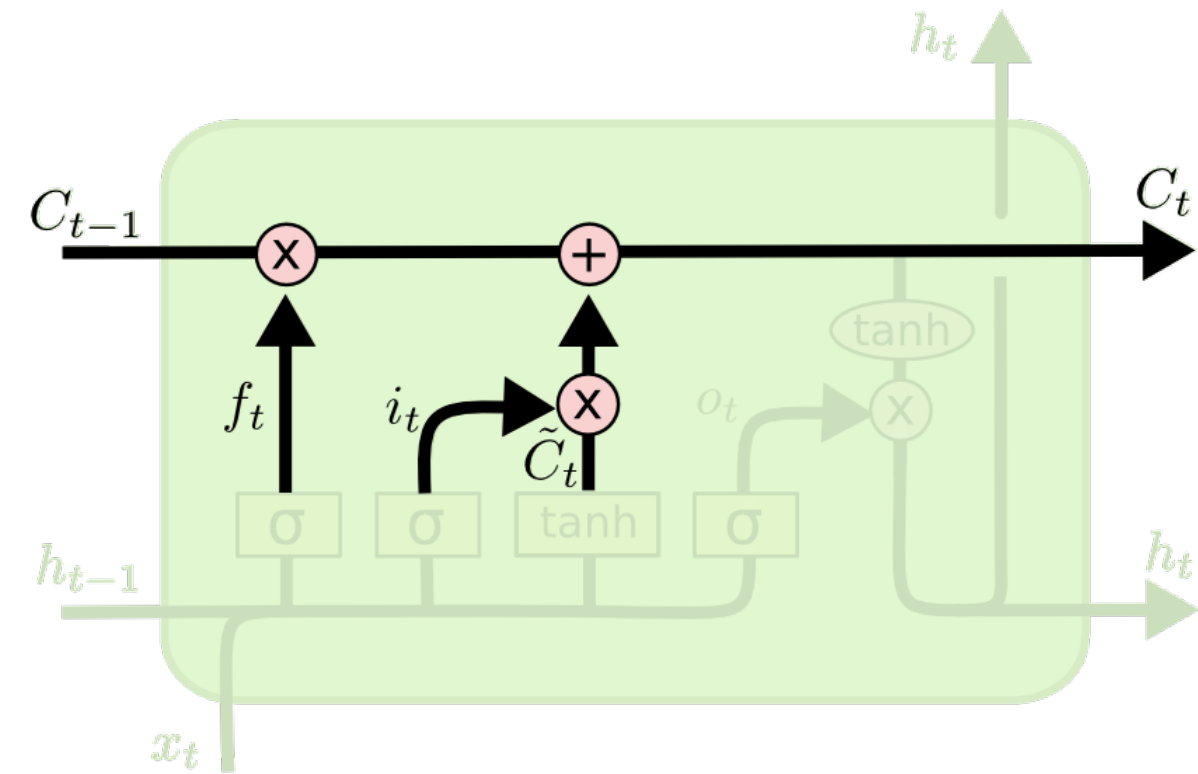 h_t
C_{t-1}
C_t
x
+
tanh
f_t
i_t
x
o_t
x
C̃_t
σ
σ
tanh
σ
h_{t-1}
h_t
x_t